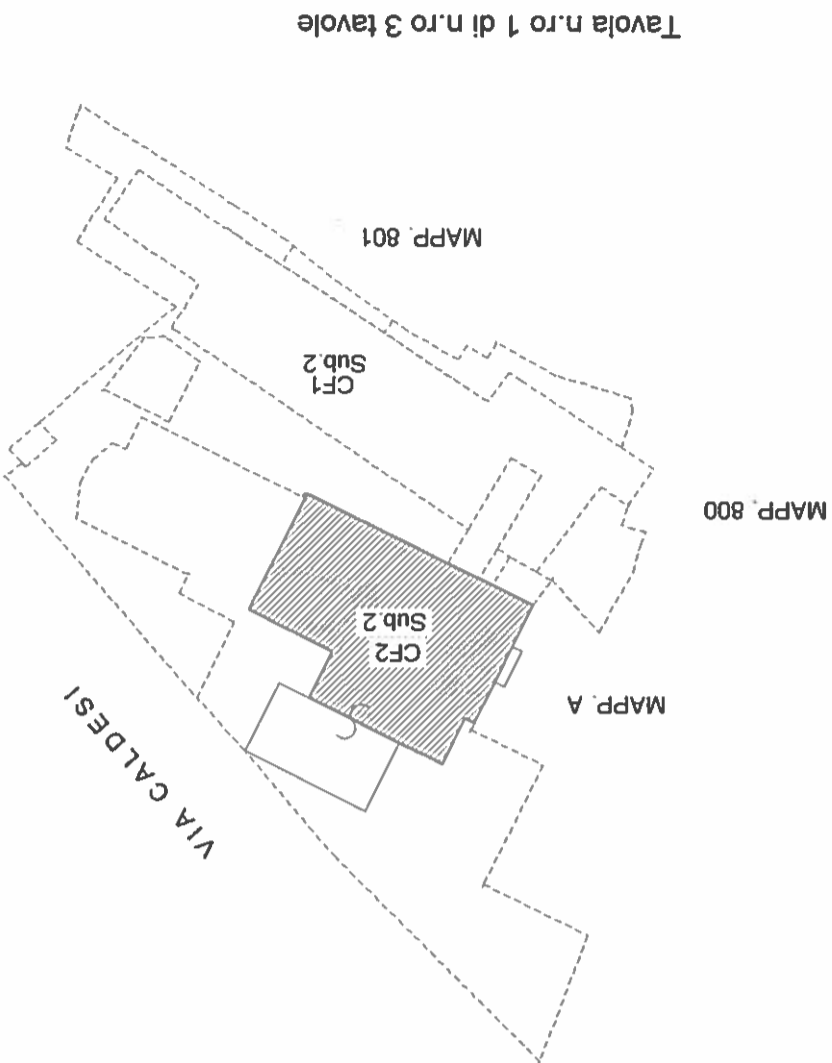 VIA CALDESI
MAPP. A
CF2
Sub.2
MAPP. 800
CF1
Sub.2
MAPP. 801
Tavola n.ro 1 di n.ro 3 tavole